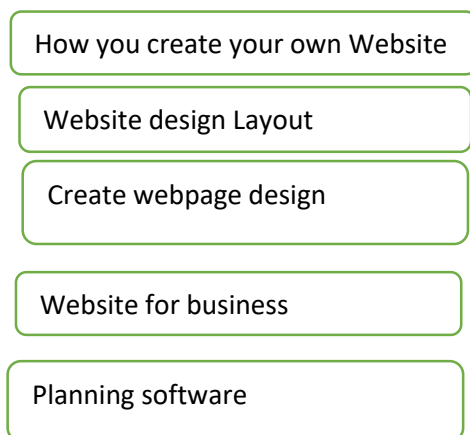 How you create your own Website
Website design Layout
Create webpage design
Website for business
Planning software